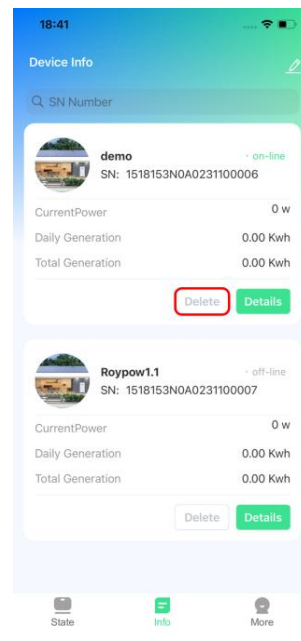 18:41
Device Info
SN Number
demo
· on-line
SN: 1518153N0A0231100006
CurrentPower 0 w
Daily Generation 0.00 Kwh
Total Generation 0.00 Kwh
Delete Details
Roypow1.1
· off-line
SN: 1518153N0A0231100007
CurrentPower 0 w
Daily Generation 0.00 Kwh
Total Generation 0.00 Kwh
Delete Details
State Info More